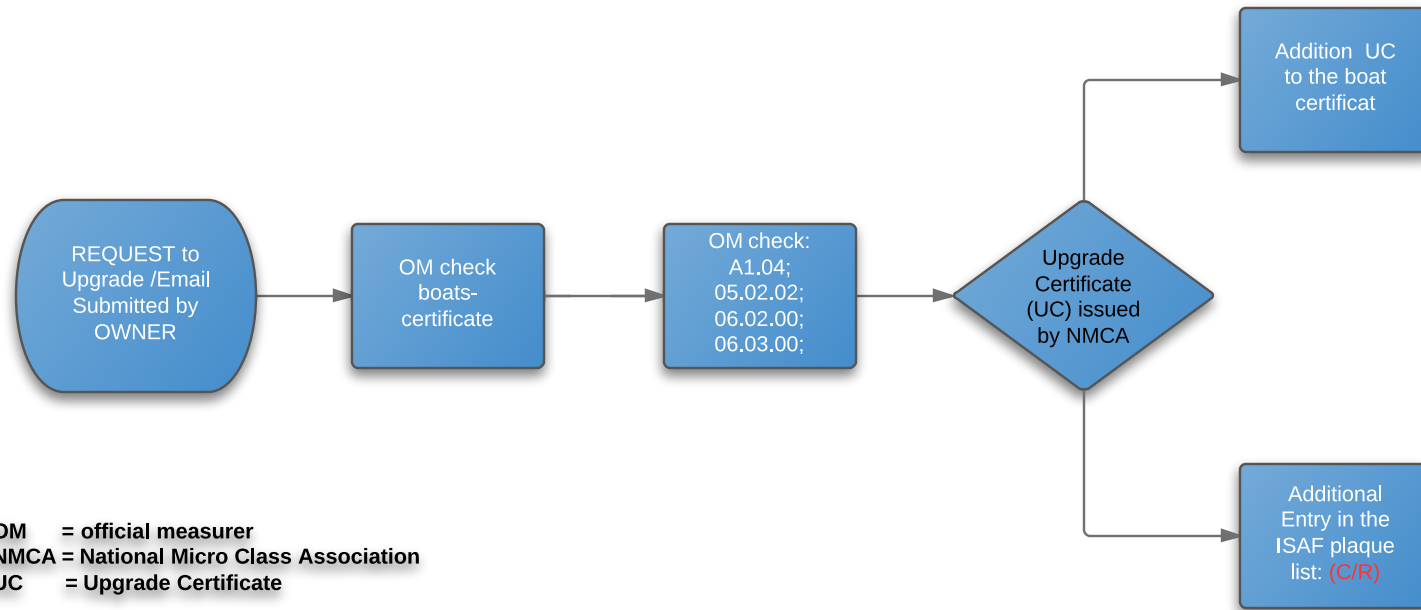 REQUEST to
Upgrade /Email
Submitted by
OWNER
OM check
boats-
certificate
OM check:
A1.04;
05.02.02;
06.02.00;
06.03.00;
Upgrade
Certificate
(UC) issued
by NMCA
Addition UC
to the boat
certificat
Additional
Entry in the
ISAF plaque
list: (C/R)
OM = official measurer
NMCA = National Micro Class Association
UC = Upgrade Certificate